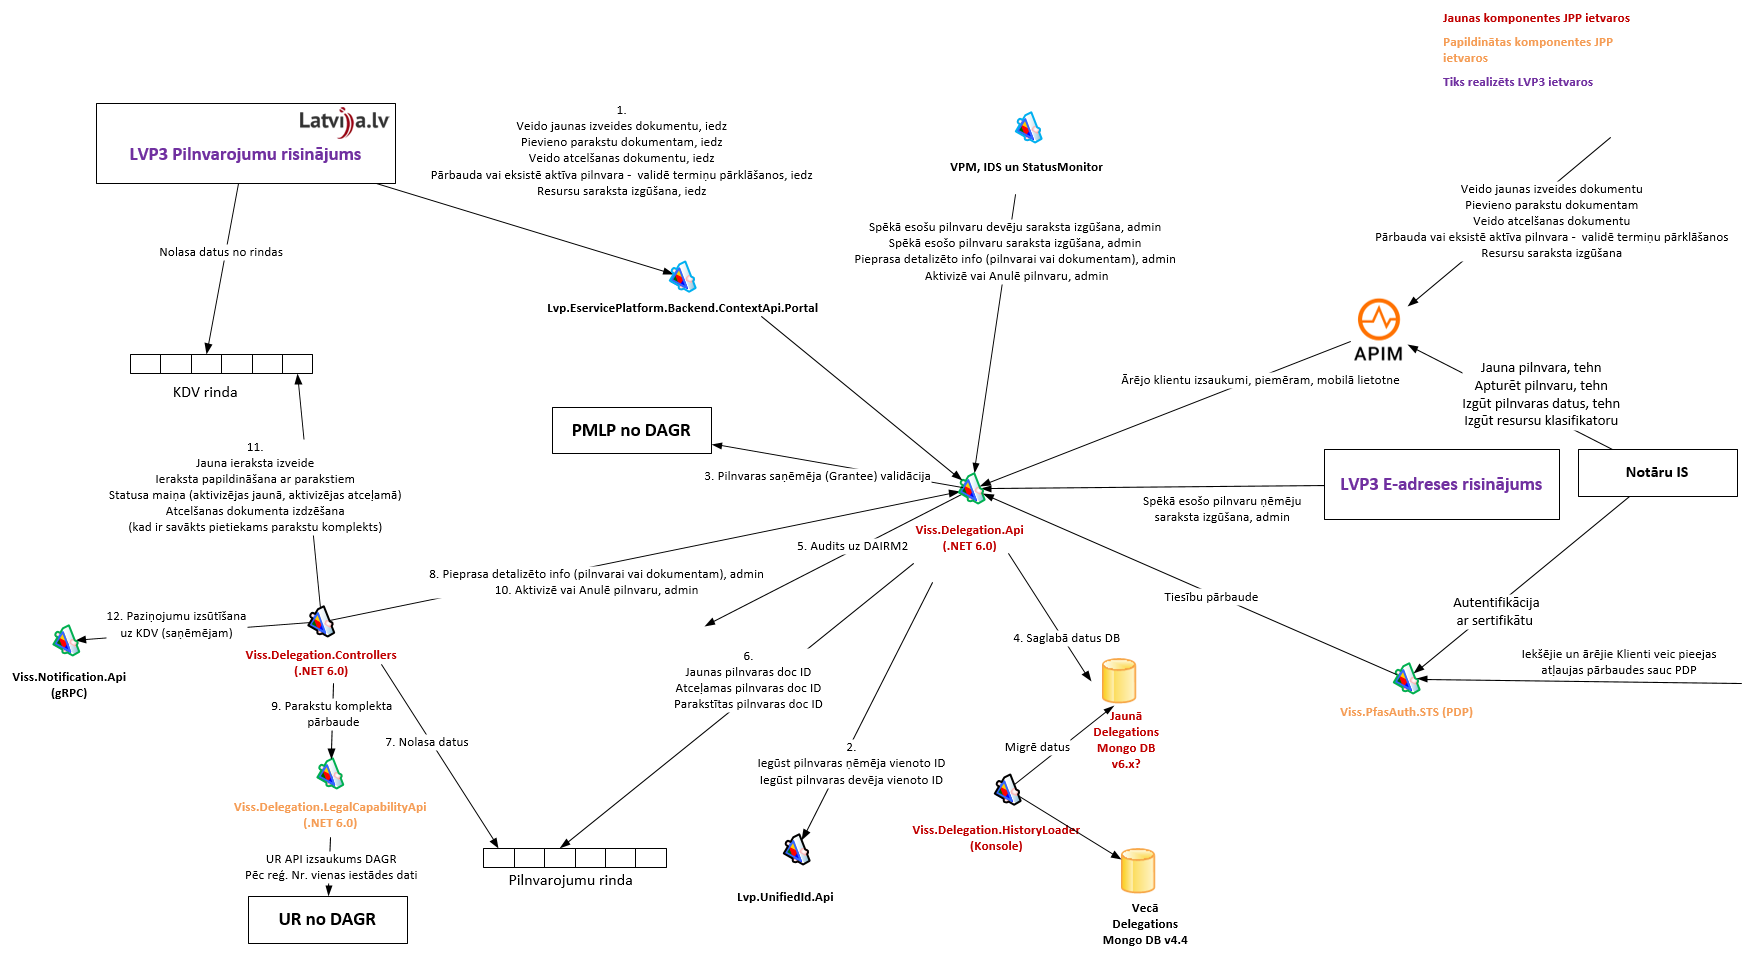 Jaunas komponentes JPP ietvaros
Papildinātas komponentes JPP
ietvaros
Tiks realizēts LVP3 ietvaros
Latvija.lv
LVP3 Pilnvarojumu risinājums
1.
Veido jaunas izveides dokumentu, iedz
Pievieno parakstu dokumentam, iedz
Veido atcelšanas dokumentu, iedz
Pārbauda vai eksistē aktīva pilnvara - validē termiņu pārklāšanos, iedz
Resursu saraksta izgūšana, iedz
VPM, IDS un StatusMonitor
Veido jaunas izveides dokumentu
Pievieno parakstu dokumentam
Veido atcelšanas dokumentu
Pārbauda vai eksistē aktīva pilnvara - validē termiņu pārklāšanos
Resursu saraksta izgūšana
Nolasa datus no rindas
Spēkā esošu pilnvaru devēju saraksta izgūšana, admin
Spēkā esošo pilnvaru saraksta izgūšana, admin
Pieprasa detalizēto info (pilnvarai vai dokumentam), admin
Aktivizē vai Anulē pilnvaru, admin
Lvp.EservicePlatform.Backend.ContextApi.Portal
APIM
KDV rinda
Ārējo klientu izsaukumi, piemēram, mobilā lietotne
Jauna pilnvara, tehn
Apturēt pilnvaru, tehn
Izgūt pilnvaras datus, tehn
Izgūt resursu klasifikatoru
PMLP no DAGR
3. Pilnvaras saņēmēja (Grantee) validācija
11.
Jauna ieraksta izveide
Ieraksta papildināšana ar parakstiem
Statusa maiņa (aktivizējas jaunā, aktivizējas atceļamā)
Atcelšanas dokumenta izdzēšana
(kad ir savākts pietiekams parakstu komplekts)
LVP3 E-adreses risinājums
Notāru IS
Spēkā esošo pilnvaru ņēmēju
saraksta izgūšana, admin
Viss.Delegation.Api
(.NET 6.0)
5. Audits uz DAIRM2
8. Pieprasa detalizēto info (pilnvarai vai dokumentam), admin
10. Aktivizē vai Anulē pilnvaru, admin
Tiesību pārbaude
Autentifikācija
ar sertifikātu
12. Paziņojumu izsūtīšana
uz KDV (saņēmējam)
4. Saglabā datus DB
Viss.Delegation.Controllers
(.NET 6.0)
Viss.Notification.Api
(gRPC)
6.
Jaunas pilnvaras doc ID
Atceļamas pilnvaras doc ID
Parakstītas pilnvaras doc ID
Iekšējie un ārējie Klienti veic pieejas
atļaujas pārbaudes sauc PDP
Viss.PfasAuth.STS (PDP)
9. Parakstu komplekta
pārbaude
7. Nolasa datus
Jaunā
Delegations
Mongo DB
v6.x?
Migrē datus
2.
Iegūst pilnvaras ņēmēja vienoto ID
Iegūst pilnvaras devēja vienoto ID
Viss.Delegation.LegalCapabilityApi
(.NET 6.0)
Viss.Delegation.HistoryLoader
(Konsole)
UR API izsaukums DAGR
Pēc reģ. Nr. vienas iestādes dati
Pilnvarojumu rinda
UR no DAGR
Lvp.UnifiedId.Api
Vecā
Delegations
Mongo DB v4.4